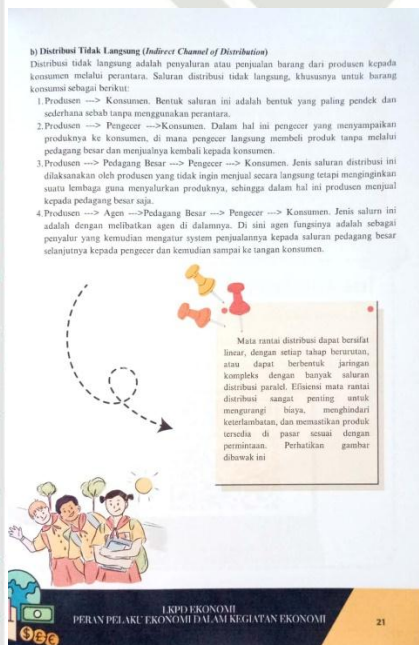 b) Distribusi Tidak Langsung (Indirect Channel of Distribution)
Distribusi tidak langsung adalah penyaluran atau penjualan barang dari produsen kepada
konsumen melalui perantara. Saluran distribusi tidak langsung, khususnya untuk barang
konsumsi sebagai berikut:
1.Produsen ---> Konsumen. Bentuk saluran ini adalah bentuk yang paling pendek dan
sederhana sebab tanpa menggunakan perantara.
2.Produsen ---> Pengecer --->Konsumen. Dalam hal ini pengecer yang menyampaikan
produknya ke konsumen, di mana pengecer langsung membeli produk tanpa melalui
pedagang besar dan menjualnya kembali kepada konsumen.
3.Produsen ---> Pedagang Besar ---> Pengecer ---> Konsumen. Jenis saluran distribusi ini
dilaksanakan oleh produsen yang tidak ingin menjual secara langsung tetapi menginginkan
suatu lembaga guna menyalurkan produknya, sehingga dalam hal ini produsen menjual
kepada pedagang besar saja.
4.Produsen ---> Agen --->Pedagang Besar ---> Pengecer ---> Konsumen. Jenis salurn ini
adalah dengan melibatkan agen di dalamnya. Di sini agen fungsinya adalah sebagai
penyalur yang kemudian mengatur system penjualannya kepada saluran pedagang besar
selanjutnya kepada pengecer dan kemudian sampai ke tangan konsumen.
Mata rantai distribusi dapat bersifat
linear, dengan setiap tahap berurutan,
atau dapat berbentuk jaringan
kompleks dengan banyak saluran
distribusi paralel. Efisiensi mata rantai
distribusi sangat penting untuk
mengurangi biaya, menghindari
keterlambatan, dan memastikan produk
tersedia di pasar sesuai dengan
permintaan. Perhatikan gambar
dibawak ini
LKPD EKONOMI
PERAN PELAKU EKONOMI DALAM KEGIATAN EKONOMI
21
$££